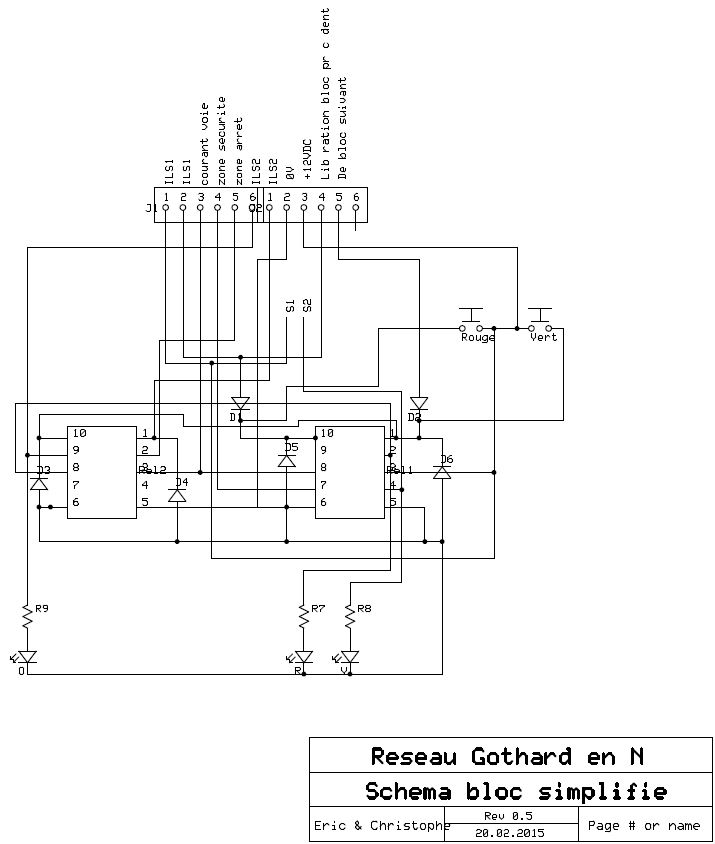 ILS1
ILS1
courant voie
zone securite
zone arret
ILS2
ILS2
0V
+12VDC
Lib ration bloc pr c dent
De bloc suivant
1 2 3 4 5 6 1 2 3 4 5 6
J1
J2
S1
S2
Rouge
Vert
D1
D2
10 1
9 2
8 3
7 4
6 5
Rel2
D3
D4
D5
10 1
9 2
8 3
7 4
6 5
Rel1
D6
R9
R7
R8
O
R
V
Reseau Gothard en N
Schema bloc simplifie
Eric & Christophe
Rev 0.5
20.02.2015
Page # or name